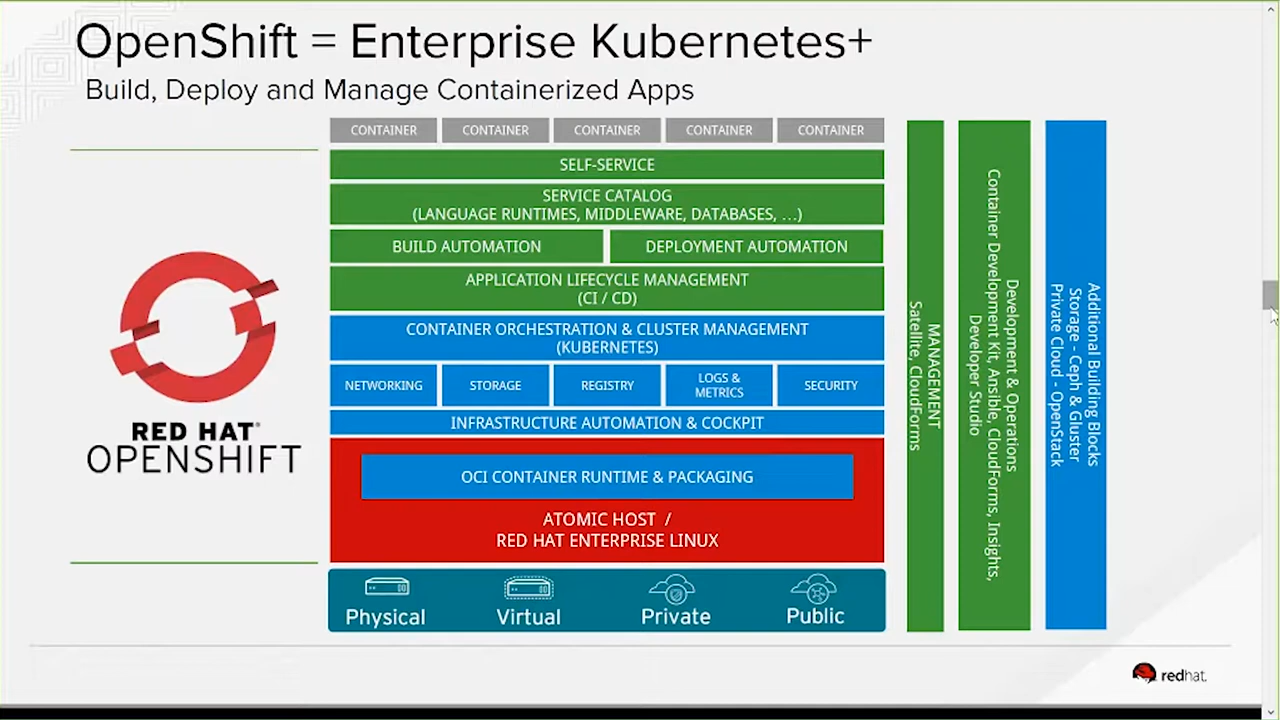 OpenShift = Enterprise Kubernetes+
Build, Deploy and Manage Containerized Apps
CONTAINER CONTAINER CONTAINER CONTAINER CONTAINER
SELF-SERVICE
SERVICE CATALOG
(LANGUAGE RUNTIMES, MIDDLEWARE, DATABASES, …)
BUILD AUTOMATION DEPLOYMENT AUTOMATION
APPLICATION LIFECYCLE MANAGEMENT
(CI / CD)
CONTAINER ORCHESTRATION & CLUSTER MANAGEMENT
(KUBERNETES)
NETWORKING STORAGE REGISTRY LOGS & METRICS SECURITY
INFRASTRUCTURE AUTOMATION & COCKPIT
OCI CONTAINER RUNTIME & PACKAGING
ATOMIC HOST /
RED HAT ENTERPRISE LINUX
Physical Virtual Private Public
RED HAT®
OPENSHIFT
MANAGEMENT
Satellite, CloudForms
Development & Operations
Container Development Kit, Ansible, CloudForms, Insights,
Developer Studio
Additional Building Blocks
Storage - Ceph & Gluster
Private Cloud - OpenStack
redhat.